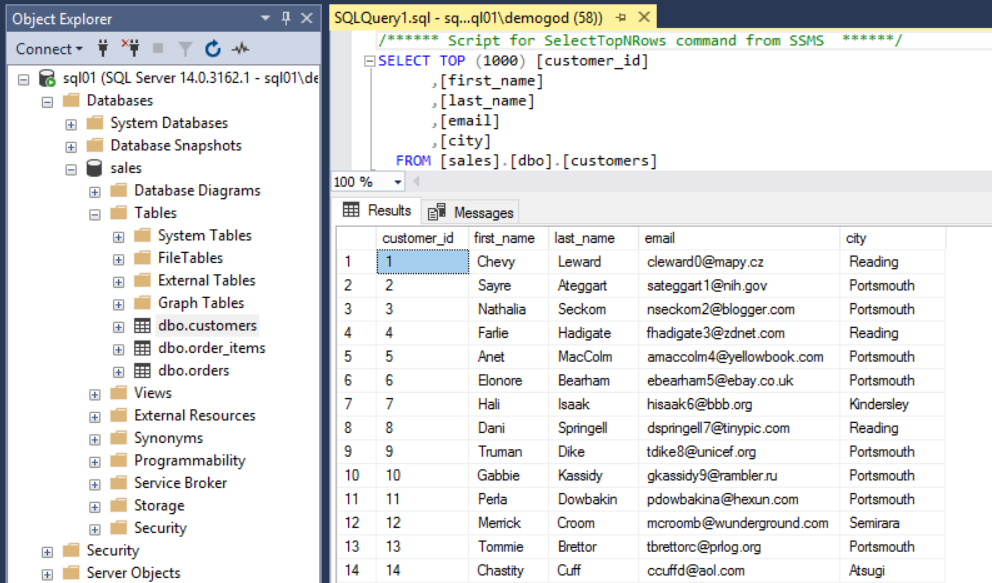 Object Explorer
Connect
sql01 (SQL Server 14.0.3162.1 - sql01\de
Databases
System Databases
Database Snapshots
sales
Database Diagrams
Tables
System Tables
FileTables
External Tables
Graph Tables
dbo.customers
dbo.order_items
dbo.orders
Views
External Resources
Synonyms
Programmability
Service Broker
Storage
Security
Security
Server Objects
SQLQuery1.sql - sq...ql01\demogod (58))
/****** Script for SelectTopNRows command from SSMS ******/
SELECT TOP (1000) [customer_id]
,[first_name]
,[last_name]
,[email]
,[city]
FROM [sales].[dbo].[customers]
100 %
Results Messages
customer_id first_name last_name email city
1 1 Chevy Leward cleward0@mapy.cz Reading
2 2 Sayre Ateggart sateggart1@nih.gov Portsmouth
3 3 Nathalia Seckom nseckom2@blogger.com Portsmouth
4 4 Farlie Hadigate fhadigate3@zdnet.com Reading
5 5 Anet MacColm amaccolm4@yellowbook.com Portsmouth
6 6 Elonore Bearham ebearham5@ebay.co.uk Portsmouth
7 7 Hali Isaak hisaak6@bbb.org Kindersley
8 8 Dani Springell dspringell7@tinypic.com Reading
9 9 Truman Dike tdike8@unicef.org Portsmouth
10 10 Gabbie Kassidy gkassidy9@rambler.ru Portsmouth
11 11 Perla Dowbakin pdowbakina@hexun.com Portsmouth
12 12 Merrick Croom mcroomb@wunderground.com Semirara
13 13 Tommie Brettor tbrettorc@prlog.org Portsmouth
14 14 Chastity Cuff ccuffd@aol.com Atsugi